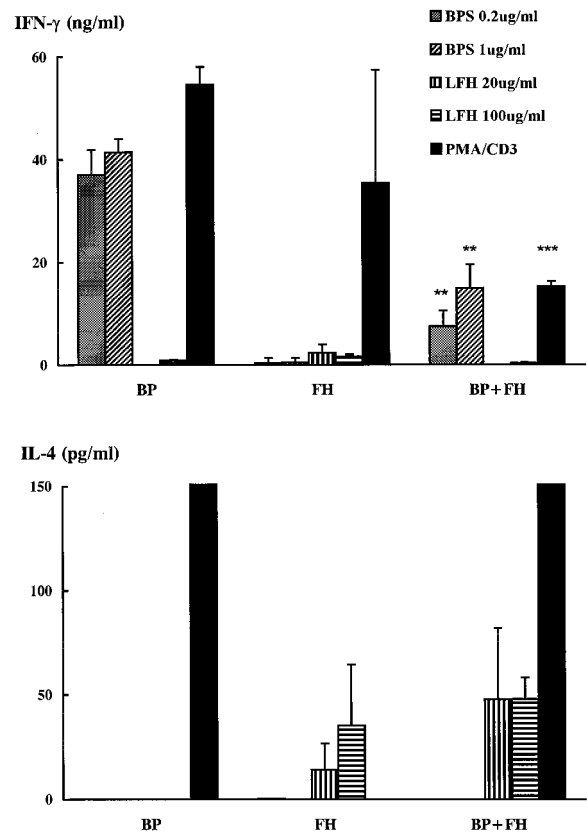 IFN-γ (ng/ml)
BPS 0.2ug/ml
BPS 1ug/ml
LFH 20ug/ml
LFH 100ug/ml
PMA/CD3
60
40
20
0
**
**
***
BP
FH
BP+FH
IL-4 (pg/ml)
150
100
50
0
BP
FH
BP+FH